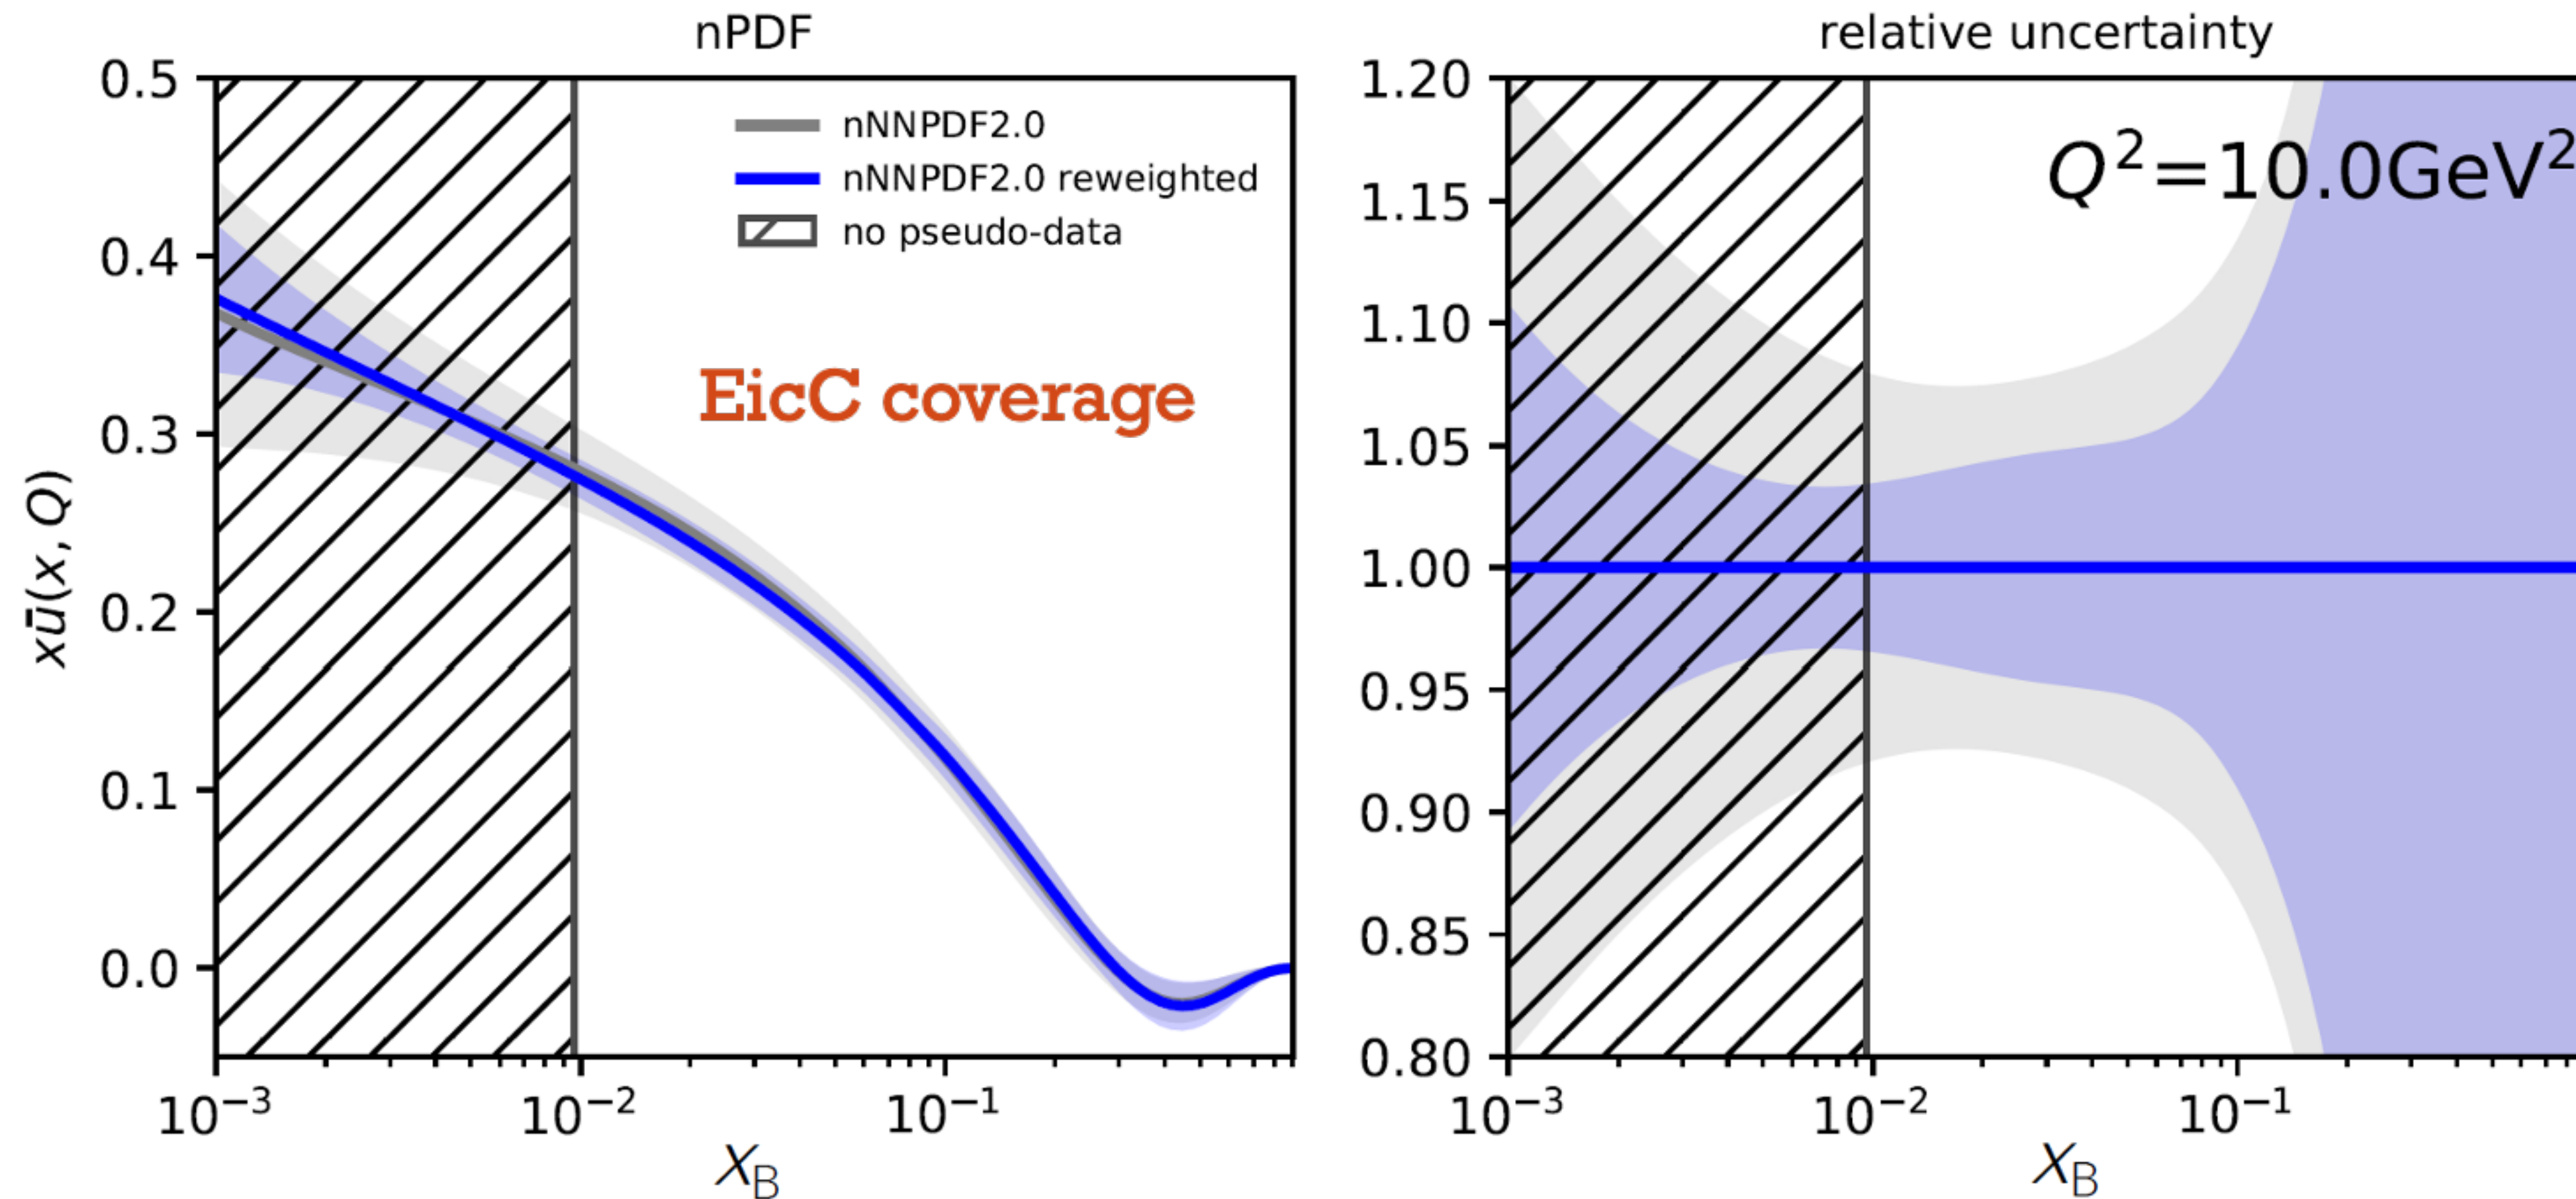 nPDF
0.5
0.4
0.3
0.2
0.1
0.0
xū(x, Q)
nNNPDF2.0
nNNPDF2.0 reweighted
no pseudo-data
EicC coverage
10⁻³ 10⁻² 10⁻¹
X_B
relative uncertainty
1.20
1.15
1.10
1.05
1.00
0.95
0.90
0.85
0.80
Q²=10.0GeV²
10⁻³ 10⁻² 10⁻¹
X_B